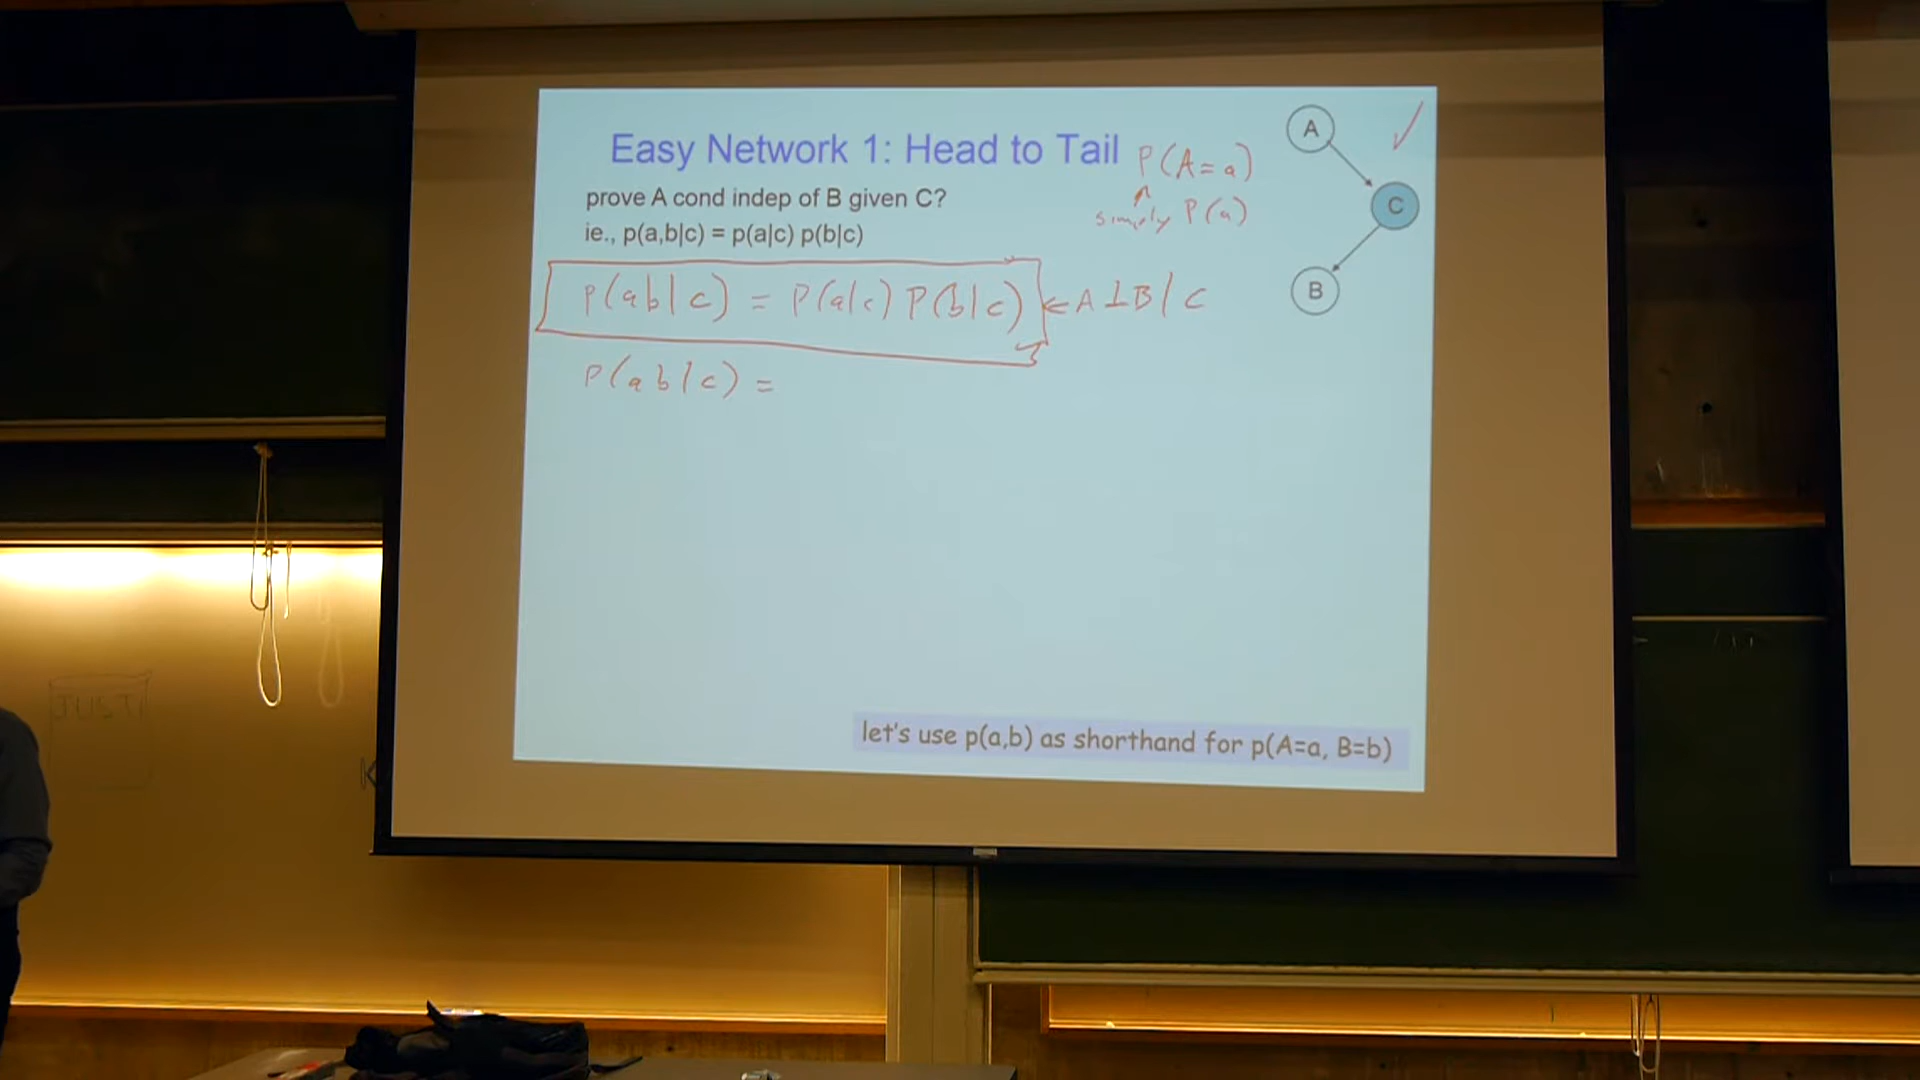 Easy Network 1: Head to Tail
P(A=a)
simply P(a)
prove A cond indep of B given C?
ie., p(a,b|c) = p(a|c) p(b|c)
P(ab|c) = P(a|c) P(b|c) ← A⊥B|C
P(ab|c) =
A
C
B
let's use p(a,b) as shorthand for p(A=a, B=b)
JUSTI
K